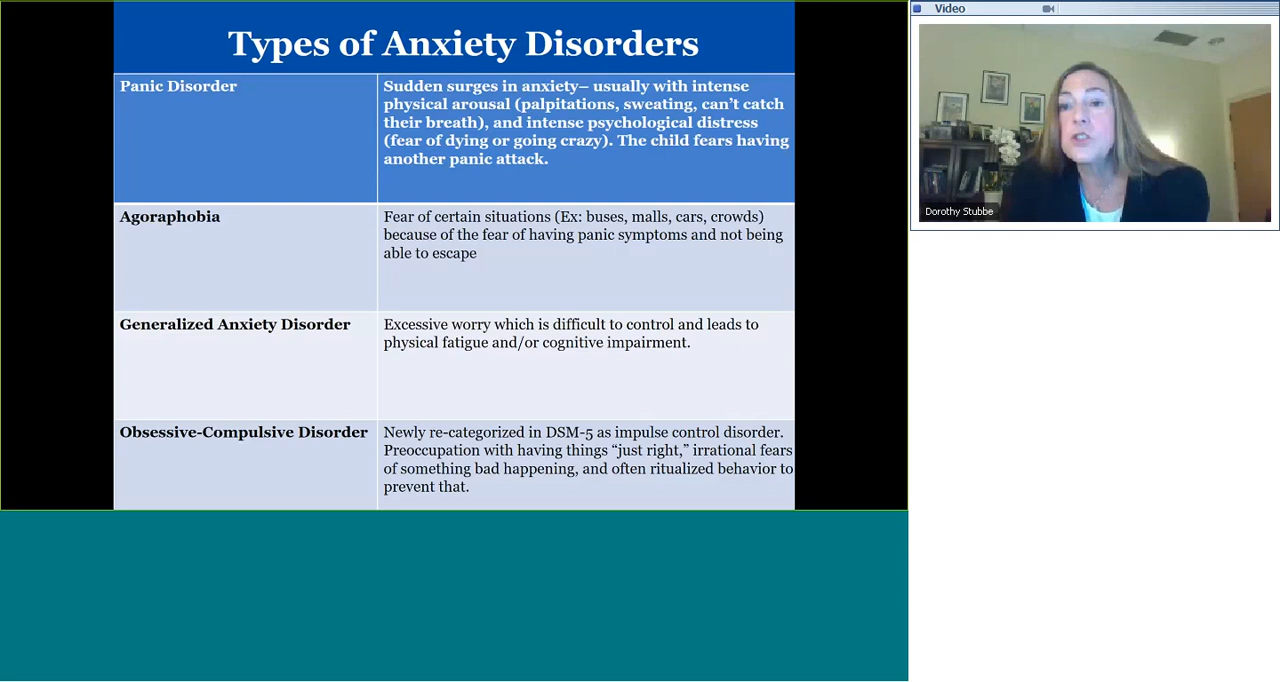 Types of Anxiety Disorders
Panic Disorder
Sudden surges in anxiety– usually with intense
physical arousal (palpitations, sweating, can’t catch
their breath), and intense psychological distress
(fear of dying or going crazy). The child fears having
another panic attack.
Agoraphobia
Fear of certain situations (Ex: buses, malls, cars, crowds)
because of the fear of having panic symptoms and not being
able to escape
Generalized Anxiety Disorder
Excessive worry which is difficult to control and leads to
physical fatigue and/or cognitive impairment.
Obsessive-Compulsive Disorder
Newly re-categorized in DSM-5 as impulse control disorder.
Preoccupation with having things “just right,” irrational fears
of something bad happening, and often ritualized behavior to
prevent that.
Video
Dorothy Stubbe